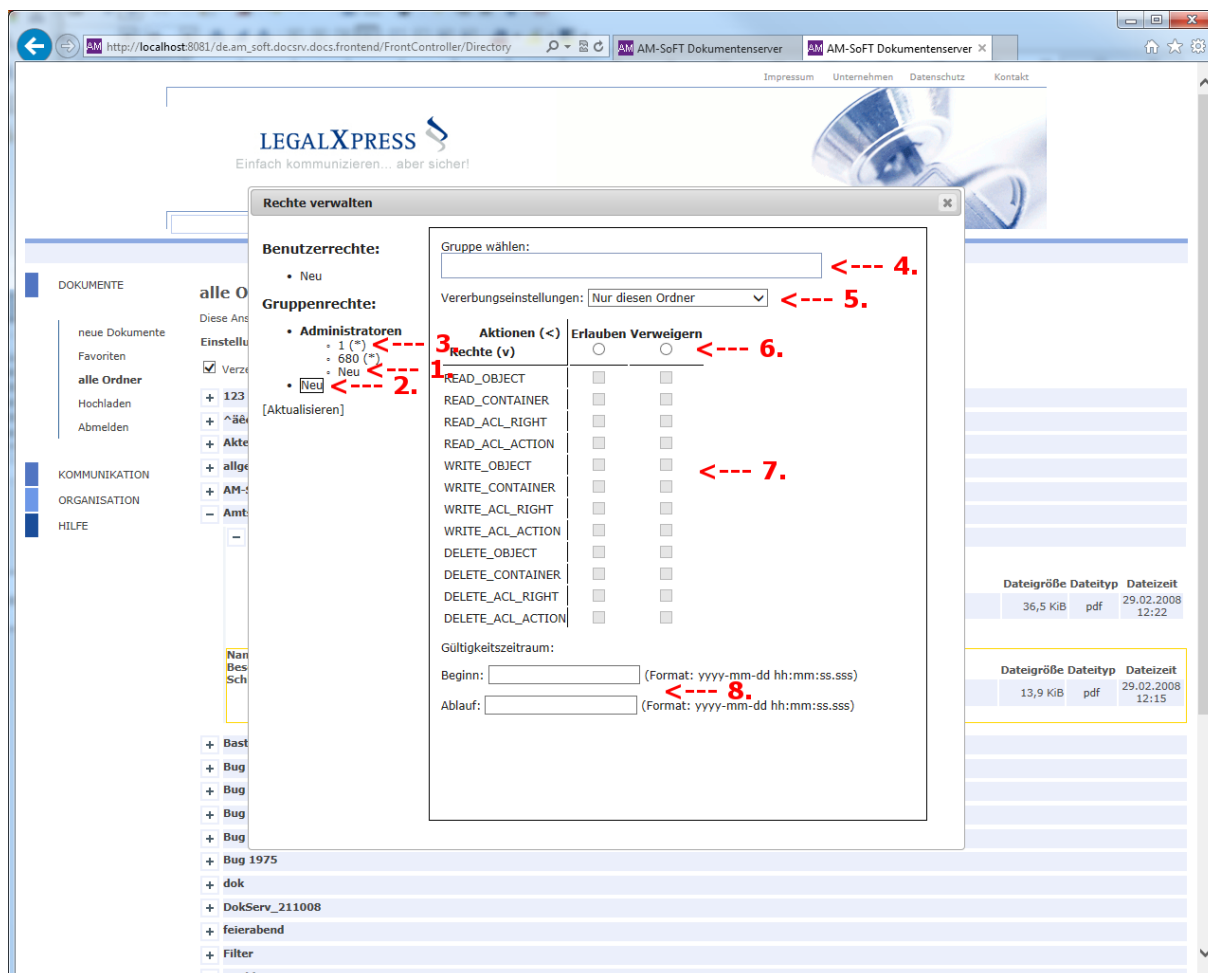 http://localhost:8081/de.am_soft.docsrv.docs.frontend/FrontController/Directory
AM AM-SoFT Dokumentenserver
AM AM-SoFT Dokumentenserver
Impressum Unternehmen Datenschutz Kontakt
LEGALXPRESS
Einfach kommunizieren... aber sicher!
Rechte verwalten
DOKUMENTE
neue Dokumente
Favoriten
alle Ordner
Hochladen
Abmelden
KOMMUNIKATION
ORGANISATION
HILFE
alle O
Diese Ans
Einstellu
Verze
123
^äê
Akte
allge
AM-S
Amt
Benutzerrechte:
Neu
Gruppenrechte:
Administratoren
1 (*) <--- 3.
680 (*)
Neu <--- 1.
Neu <--- 2.
[Aktualisieren]
Gruppe wählen:
<--- 4.
Vererbungseinstellungen: Nur diesen Ordner <--- 5.
Aktionen (<) Erlauben Verweigern
Rechte (v) <--- 6.
READ_OBJECT
READ_CONTAINER
READ_ACL_RIGHT
READ_ACL_ACTION
WRITE_OBJECT <--- 7.
WRITE_CONTAINER
WRITE_ACL_RIGHT
WRITE_ACL_ACTION
DELETE_OBJECT
DELETE_CONTAINER
DELETE_ACL_RIGHT
DELETE_ACL_ACTION
Gültigkeitszeitraum:
Beginn: (Format: yyyy-mm-dd hh:mm:ss.sss)
<--- 8.
Ablauf: (Format: yyyy-mm-dd hh:mm:ss.sss)
Dateigröße Dateityp Dateizeit
36,5 KiB pdf 29.02.2008
12:22
Nan
Bes
Sch
Dateigröße Dateityp Dateizeit
13,9 KiB pdf 29.02.2008
12:15
Bast
Bug
Bug
Bug
Bug
Bug 1975
dok
DokServ_211008
feierabend
Filter